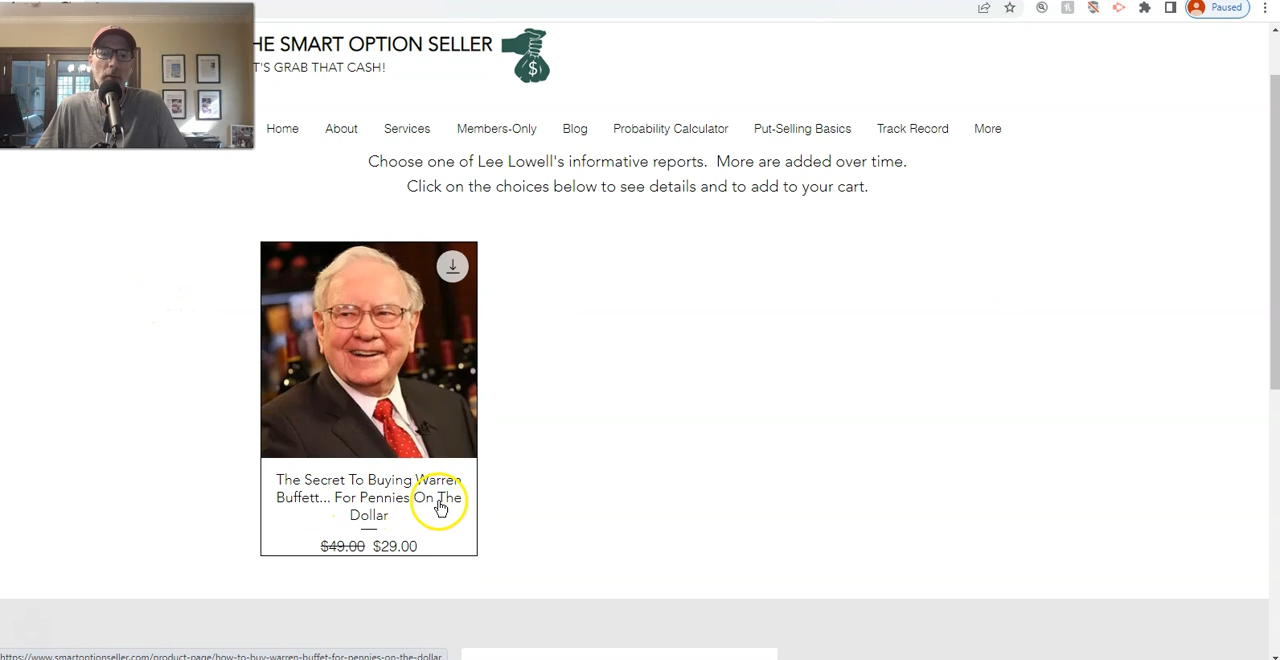 Paused
HE SMART OPTION SELLER
T'S GRAB THAT CASH!
$
Home About Services Members-Only Blog Probability Calculator Put-Selling Basics Track Record More
Choose one of Lee Lowell's informative reports. More are added over time.
Click on the choices below to see details and to add to your cart.
The Secret To Buying Warren
Buffett... For Pennies On The
Dollar
$49.00 $29.00
https://www.smartoptionseller.com/product-page/how-to-buy-warren-buffet-for-pennies-on-the-dollar